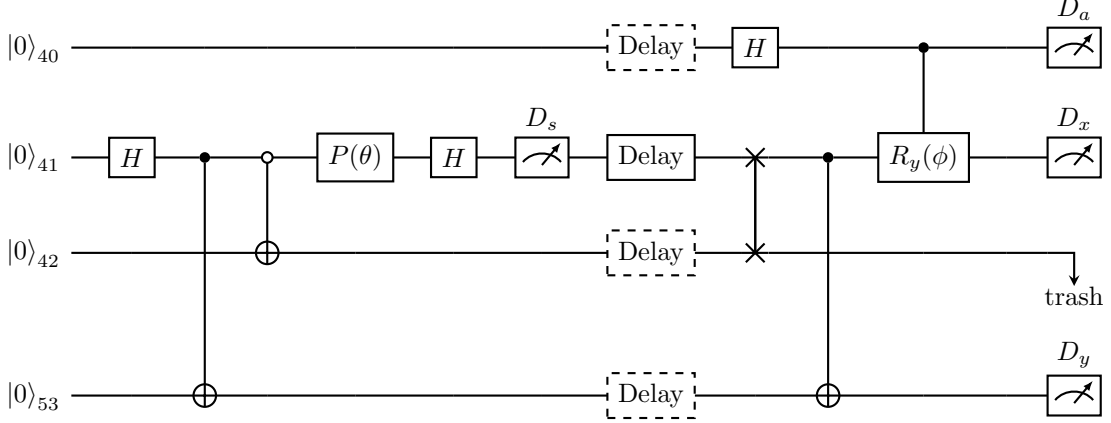 D_a
|0⟩_40 Delay H
D_s D_x
|0⟩_41 H P(θ) H Delay R_y(ϕ)
|0⟩_42 Delay
trash
D_y
|0⟩_53 Delay